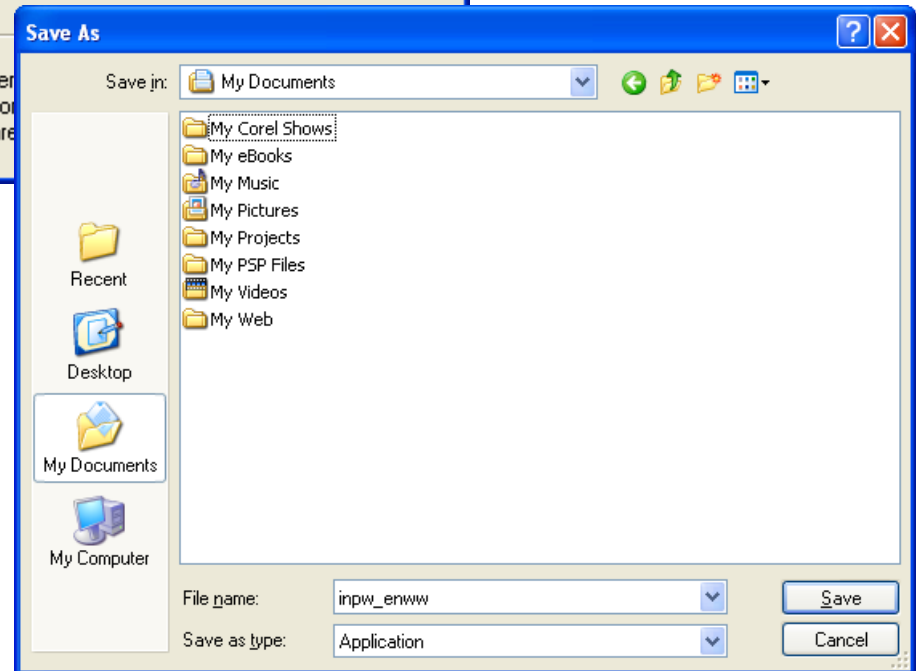 Save As
Save in: My Documents
My Corel Shows
My eBooks
My Music
My Pictures
My Projects
My PSP Files
My Videos
My Web
Recent
Desktop
My Documents
My Computer
File name: inpw_enww Save
Save as type: Application Cancel